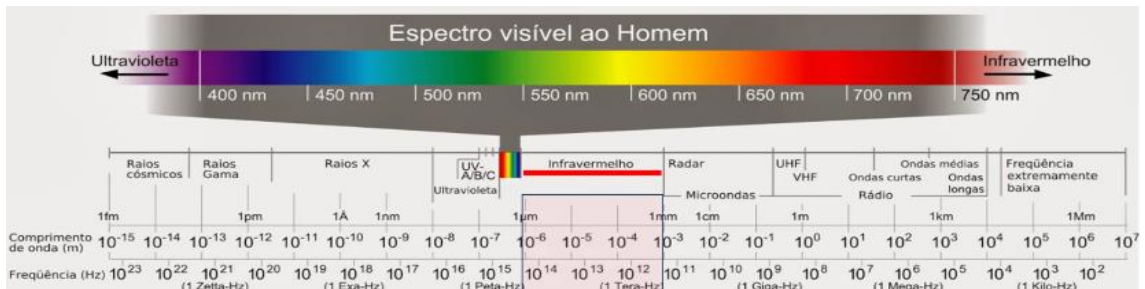 Espectro visível ao Homem
Ultravioleta
Infravermelho
400 nm 450 nm 500 nm 550 nm 600 nm 650 nm 700 nm 750 nm
Raios cósmicos
Raios Gama
Raios X
UV-A/B/C
Ultravioleta
Infravermelho
Radar
UHF
VHF
Ondas médias
Ondas curtas
Ondas longas
Freqüência extremamente baixa
Microondas
Rádio
1fm 1pm 1Å 1nm 1µm 1mm 1cm 1m 1km 1Mm
Comprimento de onda (m) 10⁻¹⁵ 10⁻¹⁴ 10⁻¹³ 10⁻¹² 10⁻¹¹ 10⁻¹⁰ 10⁻⁹ 10⁻⁸ 10⁻⁷ 10⁻⁶ 10⁻⁵ 10⁻⁴ 10⁻³ 10⁻² 10⁻¹ 10⁰ 10¹ 10² 10³ 10⁴ 10⁵ 10⁶ 10⁷
Freqüência (Hz) 10²³ 10²² 10²¹ 10²⁰ 10¹⁹ 10¹⁸ 10¹⁷ 10¹⁶ 10¹⁵ 10¹⁴ 10¹³ 10¹² 10¹¹ 10¹⁰ 10⁹ 10⁸ 10⁷ 10⁶ 10⁵ 10⁴ 10³ 10²
(1 Zetta-Hz) (1 Exa-Hz) (1 Peta-Hz) (1 Tera-Hz) (1 Giga-Hz) (1 Mega-Hz) (1 Kilo-Hz)